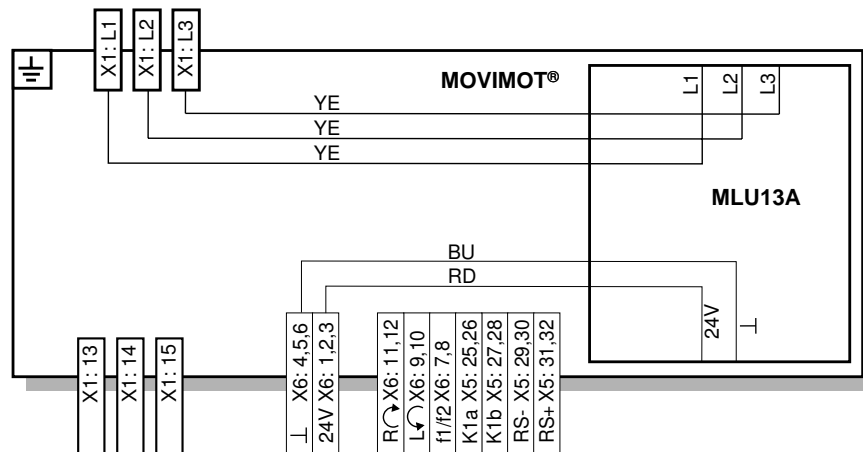 X1: L1
X1: L2
X1: L3
MOVIMOT®
L1
L2
L3
YE
YE
YE
MLU13A
BU
RD
24V
⊥
X1: 13
X1: 14
X1: 15
⊥ X6: 4,5,6
24V X6: 1,2,3
R X6: 11,12
L X6: 9,10
f1/f2 X6: 7,8
K1a X5: 25,26
K1b X5: 27,28
RS- X5: 29,30
RS+ X5: 31,32